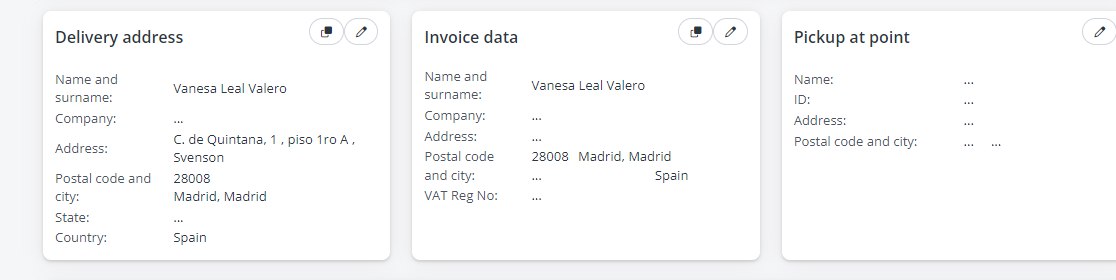 Delivery address
Name and
surname:
Vanesa Leal Valero
Company:
...
Address:
C. de Quintana, 1 , piso 1ro A ,
Svenson
Postal code and
city:
28008
Madrid, Madrid
State:
...
Country:
Spain
Invoice data
Name and
surname:
Vanesa Leal Valero
Company:
...
Address:
...
Postal code
and city:
28008 Madrid, Madrid
... Spain
VAT Reg No:
...
Pickup at point
Name:
...
ID:
...
Address:
...
Postal code and city:
... ...